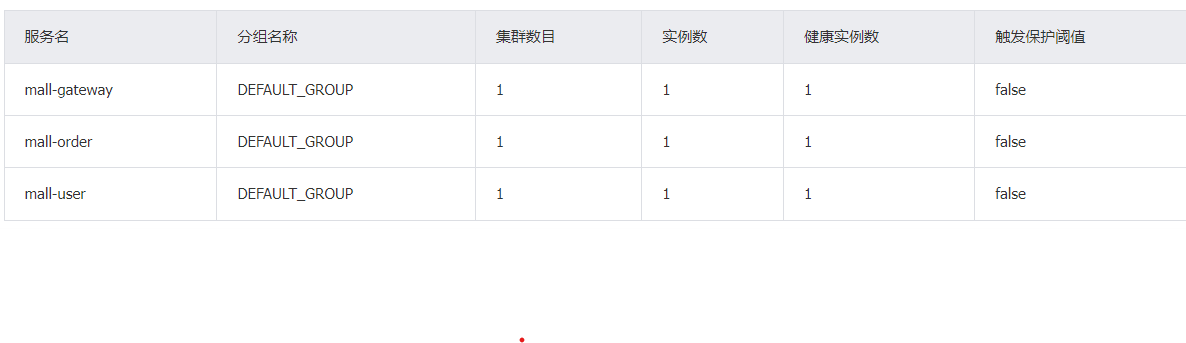 服务名 分组名称 集群数目 实例数 健康实例数 触发保护阈值
mall-gateway DEFAULT_GROUP 1 1 1 false
mall-order DEFAULT_GROUP 1 1 1 false
mall-user DEFAULT_GROUP 1 1 1 false